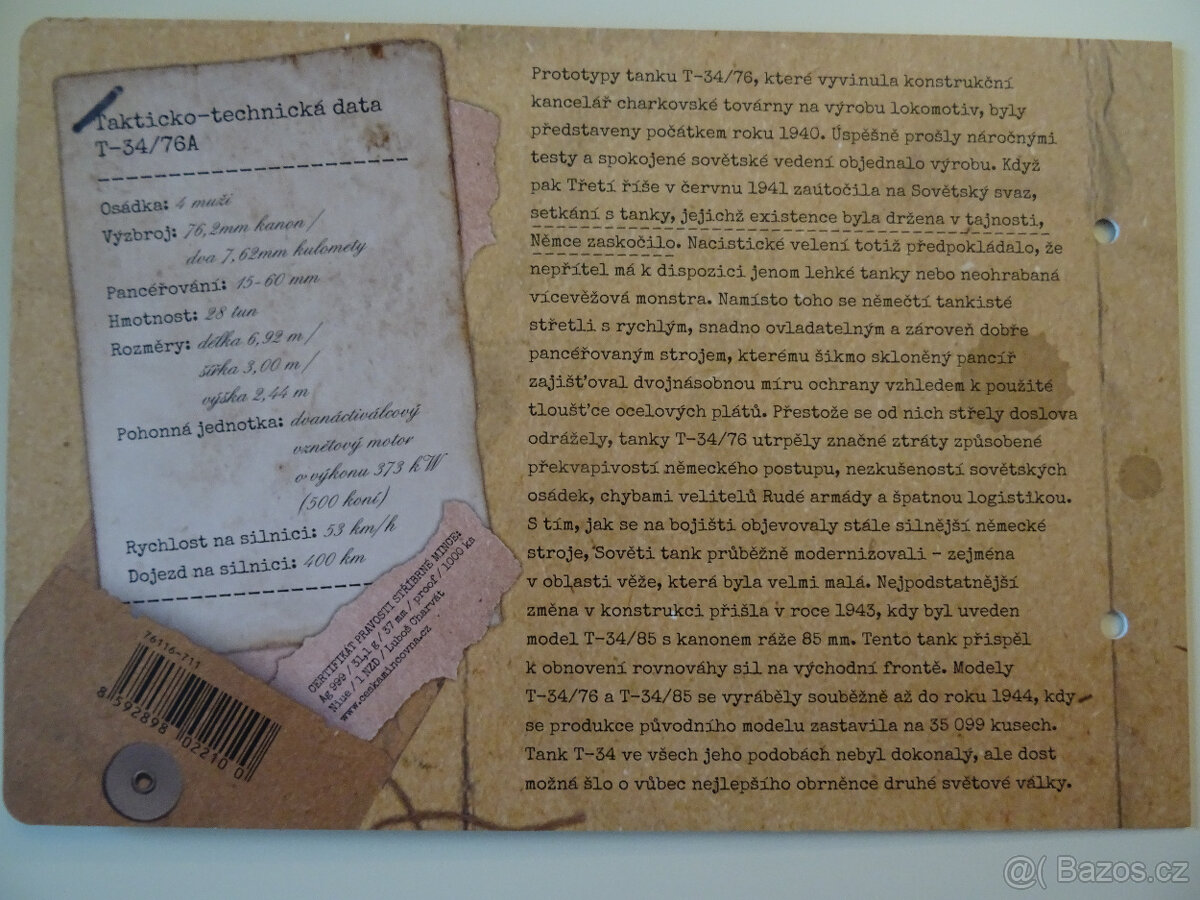 Takticko-technická data
T-34/76A
Osádka: 4 muži
Výzbroj: 76,2mm kanon /
dva 7,62mm kulomety
Pancéřování: 15-60 mm
Hmotnost: 28 tun
Rozměry: délka 6,92 m /
šířka 3,00 m /
výška 2,44 m
Pohonná jednotka: dvanáctiválcový
vznětový motor
o výkonu 373 kW
(500 koní)
Rychlost na silnici: 53 km/h
Dojezd na silnici: 400 km
CERTIFIKÁT PRAVOSTI STŘÍBRNÉ MINCE:
Ag 999 / 31,1 g / 37 mm / proof / 1000 ks
Niue / 1 NZD / Luboš Charvát
www.ceskamincovna.cz
76116-711
8 592898 022100
Prototypy tanku T-34/76, které vyvinula konstrukční
kancelář charkovské továrny na výrobu lokomotiv, byly
představeny počátkem roku 1940. Úspěšně prošly náročnými
testy a spokojené sovětské vedení objednalo výrobu. Když
pak Třetí říše v červnu 1941 zaútočila na Sovětský svaz,
setkání s tanky, jejichž existence byla držena v tajnosti,
Němce zaskočilo. Nacistické velení totiž předpokládalo, že
nepřítel má k dispozici jenom lehké tanky nebo neohrabaná
vícevěžová monstra. Namísto toho se němečtí tankisté
střetli s rychlým, snadno ovladatelným a zároveň dobře
pancéřovaným strojem, kterému šikmo skloněný pancíř
zajišťoval dvojnásobnou míru ochrany vzhledem k použité
tloušťce ocelových plátů. Přestože se od nich střely doslova
odrážely, tanky T-34/76 utrpěly značné ztráty způsobené
překvapivostí německého postupu, nezkušeností sovětských
osádek, chybami velitelů Rudé armády a špatnou logistikou.
S tím, jak se na bojišti objevovaly stále silnější německé
stroje, Sověti tank průběžně modernizovali - zejména
v oblasti věže, která byla velmi malá. Nejpodstatnější
změna v konstrukci přišla v roce 1943, kdy byl uveden
model T-34/85 s kanonem ráže 85 mm. Tento tank přispěl
k obnovení rovnováhy sil na východní frontě. Modely
T-34/76 a T-34/85 se vyráběly souběžně až do roku 1944, kdy
se produkce původního modelu zastavila na 35 099 kusech.
Tank T-34 ve všech jeho podobách nebyl dokonalý, ale dost
možná šlo o vůbec nejlepšího obrněnce druhé světové války.
@( Bazos.cz